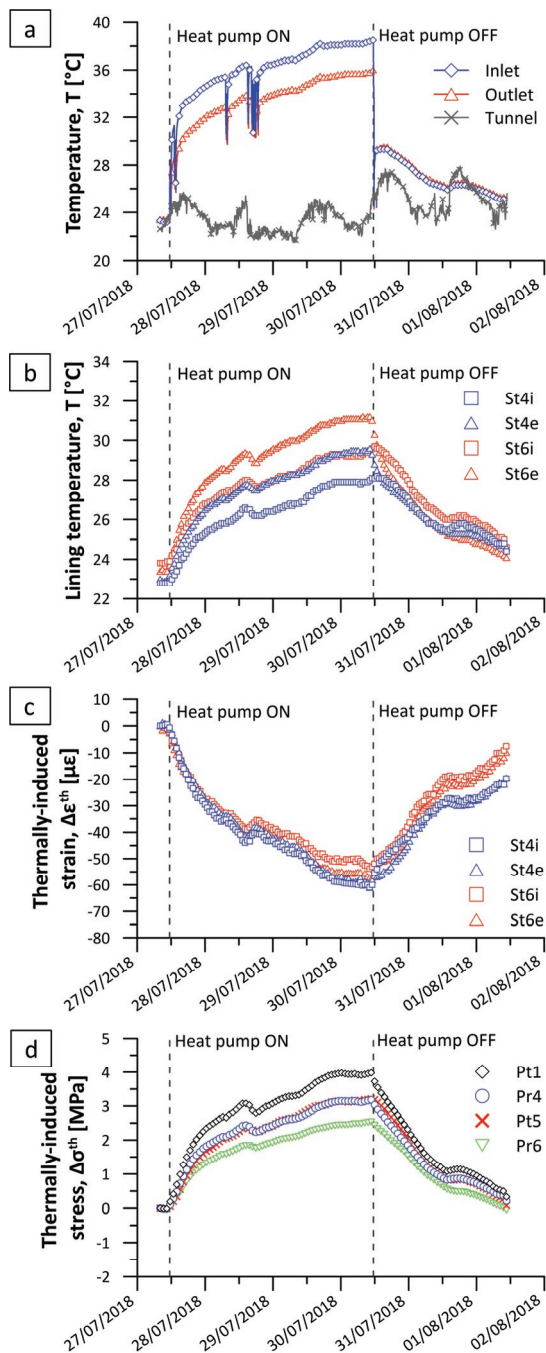 a
Heat pump ON
Heat pump OFF
Temperature, T [°C]
40
36
32
28
24
20
Inlet
Outlet
Tunnel
27/07/2018
28/07/2018
29/07/2018
30/07/2018
31/07/2018
01/08/2018
02/08/2018
b
Heat pump ON
Heat pump OFF
Lining temperature, T [°C]
34
32
30
28
26
24
22
St4i
St4e
St6i
St6e
27/07/2018
28/07/2018
29/07/2018
30/07/2018
31/07/2018
01/08/2018
02/08/2018
c
Heat pump ON
Heat pump OFF
Thermally-induced
strain, Δε^th [με]
10
0
-10
-20
-30
-40
-50
-60
-70
-80
St4i
St4e
St6i
St6e
27/07/2018
28/07/2018
29/07/2018
30/07/2018
31/07/2018
01/08/2018
02/08/2018
d
Heat pump ON
Heat pump OFF
Thermally-induced
stress, Δσ^th [MPa]
5
4
3
2
1
0
-1
-2
Pt1
Pr4
Pt5
Pr6
27/07/2018
28/07/2018
29/07/2018
30/07/2018
31/07/2018
01/08/2018
02/08/2018